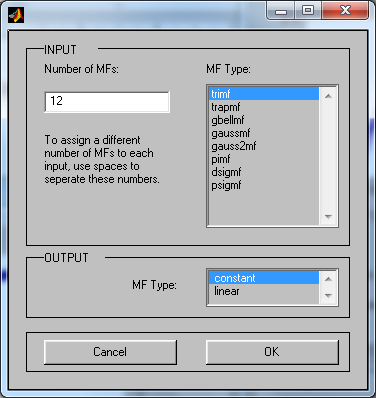 INPUT
Number of MFs:
12
To assign a different
number of MFs to each
input, use spaces to
seperate these numbers.
MF Type:
trimf
trapmf
gbellmf
gaussmf
gauss2mf
pimf
dsigmf
psigmf
OUTPUT
MF Type:
constant
linear
Cancel
OK